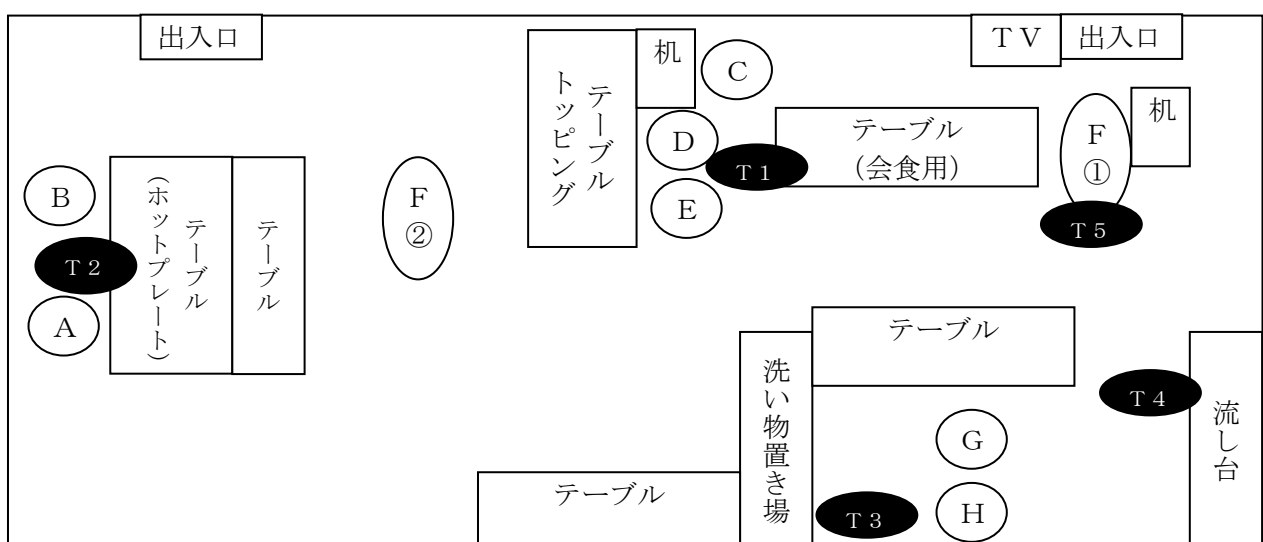 出入口
机
C
TV
出入口
トッピング
テーブル
D
E
T1
テーブル
(会食用)
F
①
机
T5
B
T2
A
(ホットプレート)
テーブル
テーブル
F
②
テーブル
洗い物置き場
T4
流し台
G
H
T3
テーブル